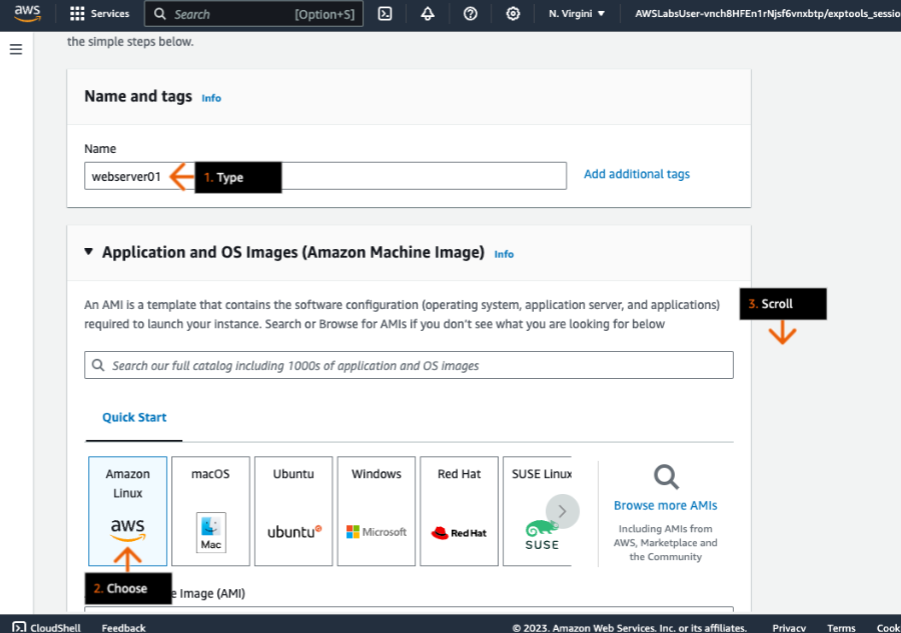 aws Services Search [Option+S] N. Virgini ▼ AWSLabsUser-vnch8HFEn1rNjsf6vnxbtp/exptools_sessio
the simple steps below.
Name and tags Info
Name
webserver01 1. Type
Add additional tags
▼ Application and OS Images (Amazon Machine Image) Info
An AMI is a template that contains the software configuration (operating system, application server, and applications)
required to launch your instance. Search or Browse for AMIs if you don't see what you are looking for below
3. Scroll
Search our full catalog including 1000s of application and OS images
Quick Start
Amazon
Linux
aws
macOS
Mac
Ubuntu
ubuntu
Windows
Microsoft
Red Hat
Red Hat
SUSE Linux
SUSE
Browse more AMIs
Including AMIs from
AWS, Marketplace and
the Community
2. Choose
e Image (AMI)
CloudShell Feedback © 2023, Amazon Web Services, Inc. or its affiliates. Privacy Terms Cook